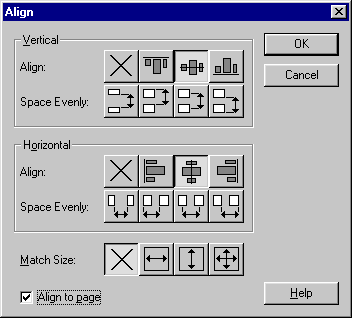 Align
Vertical
Align:
Space Evenly:
OK
Cancel
Horizontal
Align:
Space Evenly:
Match Size:
Align to page
Help